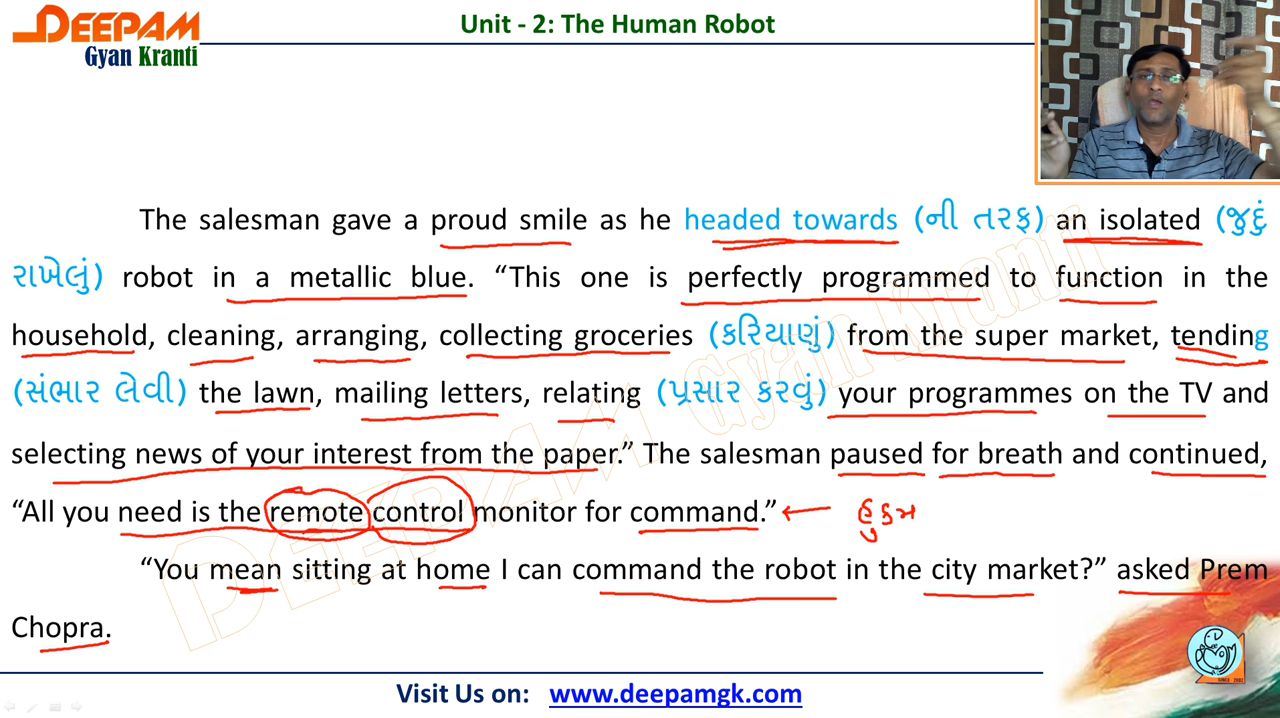 DEEPAM
Gyan Kranti
Unit - 2: The Human Robot
The salesman gave a proud smile as he headed towards (ની તરફ) an isolated (જુદું
રાખેલું) robot in a metallic blue. “This one is perfectly programmed to function in the
household, cleaning, arranging, collecting groceries (કરિયાણું) from the super market, tending
(સંભાર લેવી) the lawn, mailing letters, relating (પ્રસાર કરવું) your programmes on the TV and
selecting news of your interest from the paper.” The salesman paused for breath and continued,
“All you need is the remote control monitor for command.” ← હુકમ
“You mean sitting at home I can command the robot in the city market?” asked Prem
Chopra.
DEEPAM Gyan Kranti
SINCE 2002
Visit Us on: www.deepamgk.com